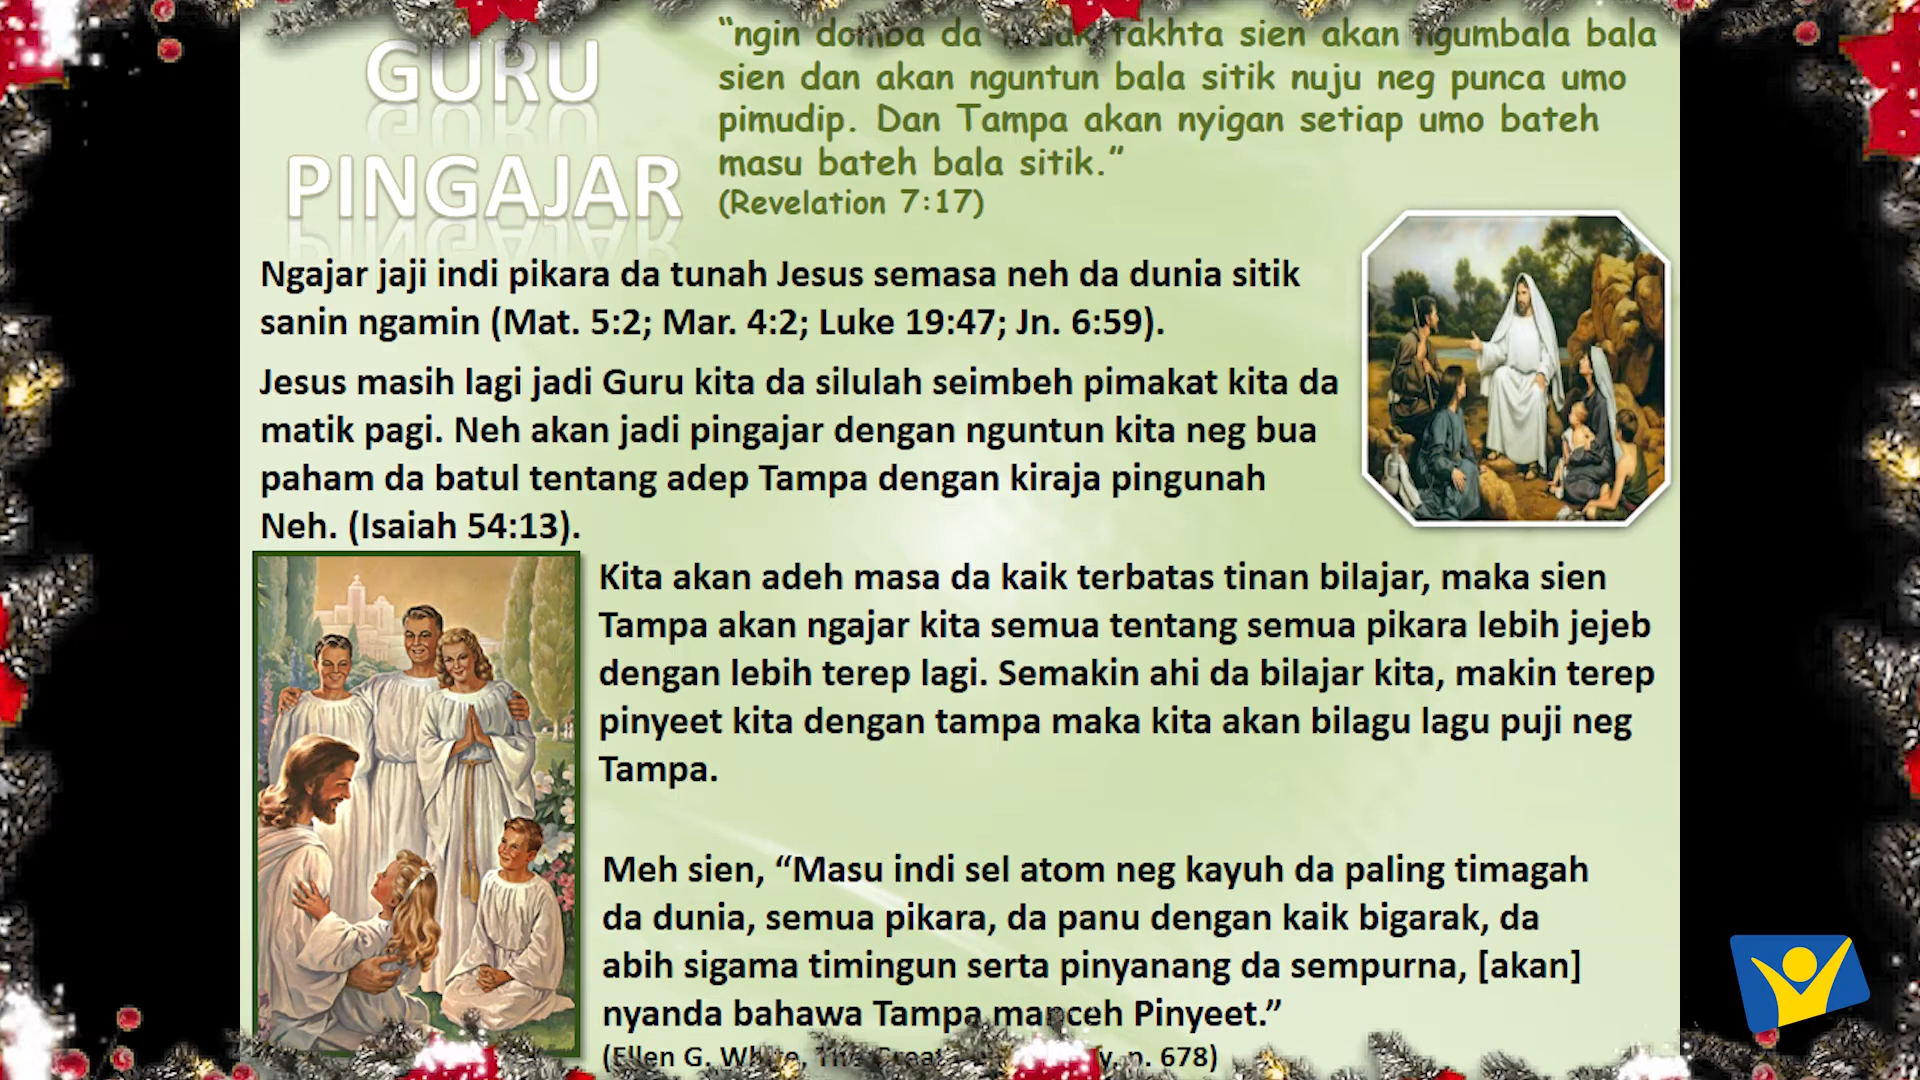 GURU
PINGAJAR
“ngin domba da takhta sien akan ngumbala bala
sien dan akan nguntun bala sitik nuju neg punca umo
pimudip. Dan Tampa akan nyigan setiap umo bateh
masu bateh bala sitik.”
(Revelation 7:17)
Ngajar jaji indi pikara da tunah Jesus semasa neh da dunia sitik
sanin ngamin (Mat. 5:2; Mar. 4:2; Luke 19:47; Jn. 6:59).
Jesus masih lagi jadi Guru kita da silulah seimbeh pimakat kita da
matik pagi. Neh akan jadi pingajar dengan nguntun kita neg bua
paham da batul tentang adep Tampa dengan kiraja pingunah
Neh. (Isaiah 54:13).
Kita akan adeh masa da kaik terbatas tinan bilajar, maka sien
Tampa akan ngajar kita semua tentang semua pikara lebih jejeb
dengan lebih terep lagi. Semakin ahi da bilajar kita, makin terep
pinyeet kita dengan tampa maka kita akan bilagu lagu puji neg
Tampa.
Meh sien, “Masu indi sel atom neg kayuh da paling timagah
da dunia, semua pikara, da panu dengan kaik bigarak, da
abih sigama timingun serta pinyanang da sempurna, [akan]
nyanda bahawa Tampa manceh Pinyeet.”
(Ellen G. White, The Great p. 678)